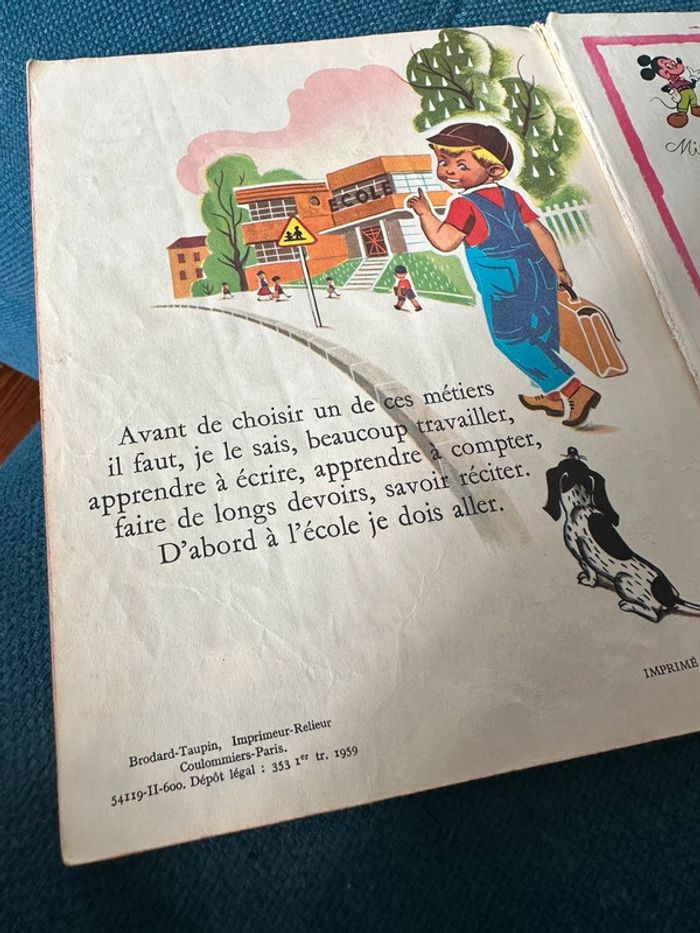 ECOLE
Avant de choisir un de ces métiers
il faut, je le sais, beaucoup travailler,
apprendre à écrire, apprendre à compter,
faire de longs devoirs, savoir réciter.
D'abord à l'école je dois aller.
IMPRIMÉ
Brodard-Taupin, Imprimeur-Relieur
Coulommiers-Paris.
54119-II-600. Dépôt légal : 353 1er tr. 1959